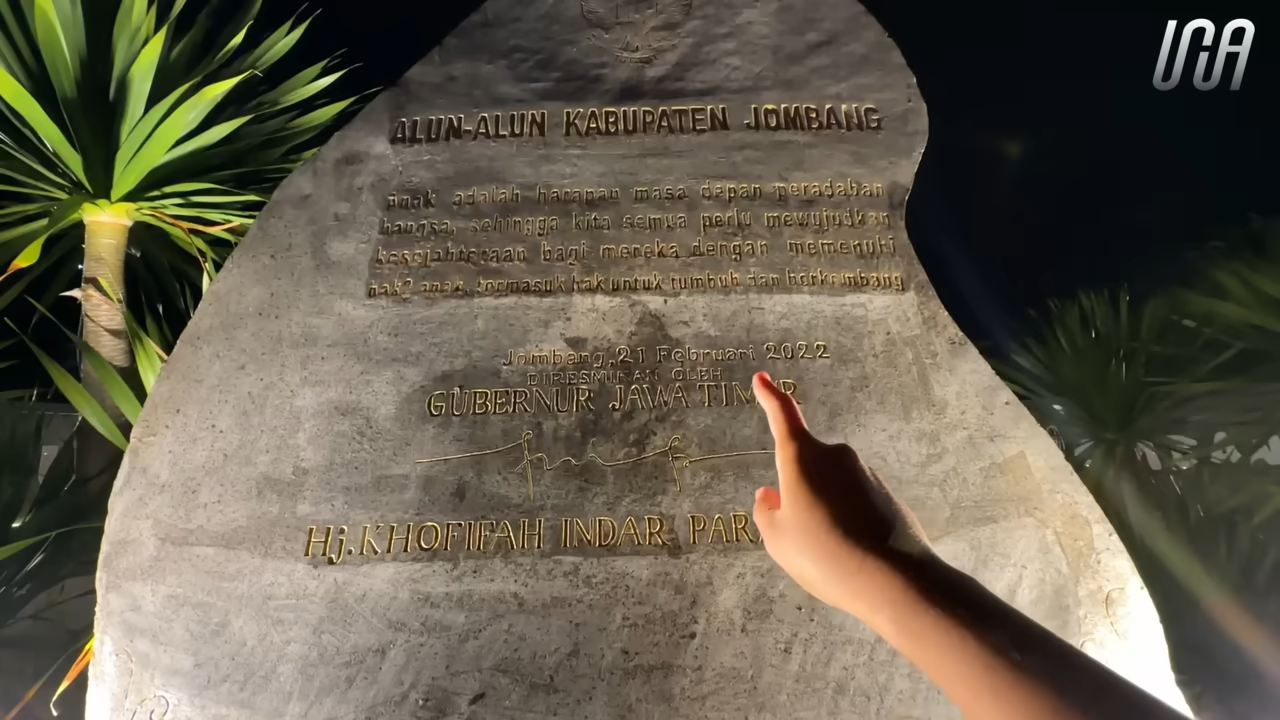 UCA
ALUN-ALUN KABUPATEN JOMBANG
anak adalah harapan masa depan peradaban
bangsa, sehingga kita semua perlu mewujudkan
kesejahteraan bagi mereka dengan memenuhi
hak2 anak, termasuk hak untuk tumbuh dan berkembang
Jombang, 21 Februari 2022
DIRESMIKAN OLEH
GUBERNUR JAWA TIMUR
Hj. KHOFIFAH INDAR PAR